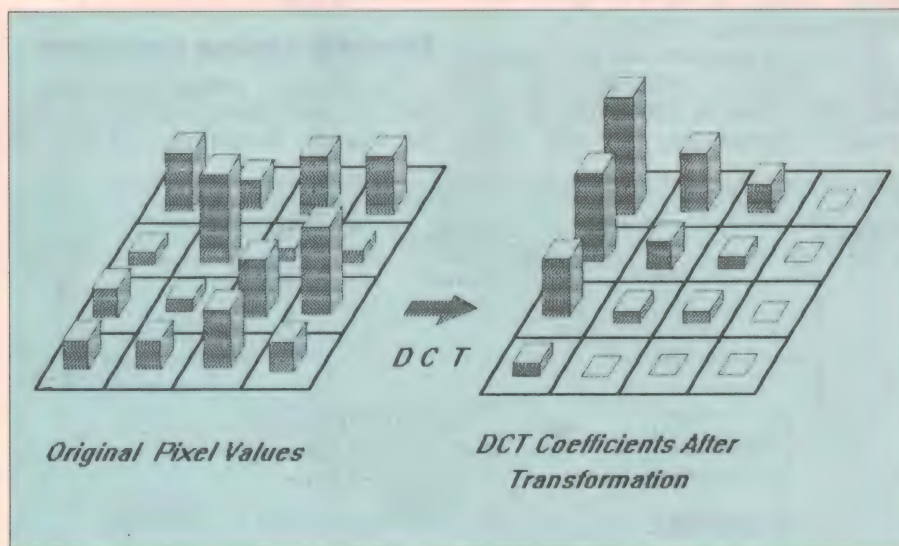 D C T
Original Pixel Values
DCT Coefficients After
Transformation